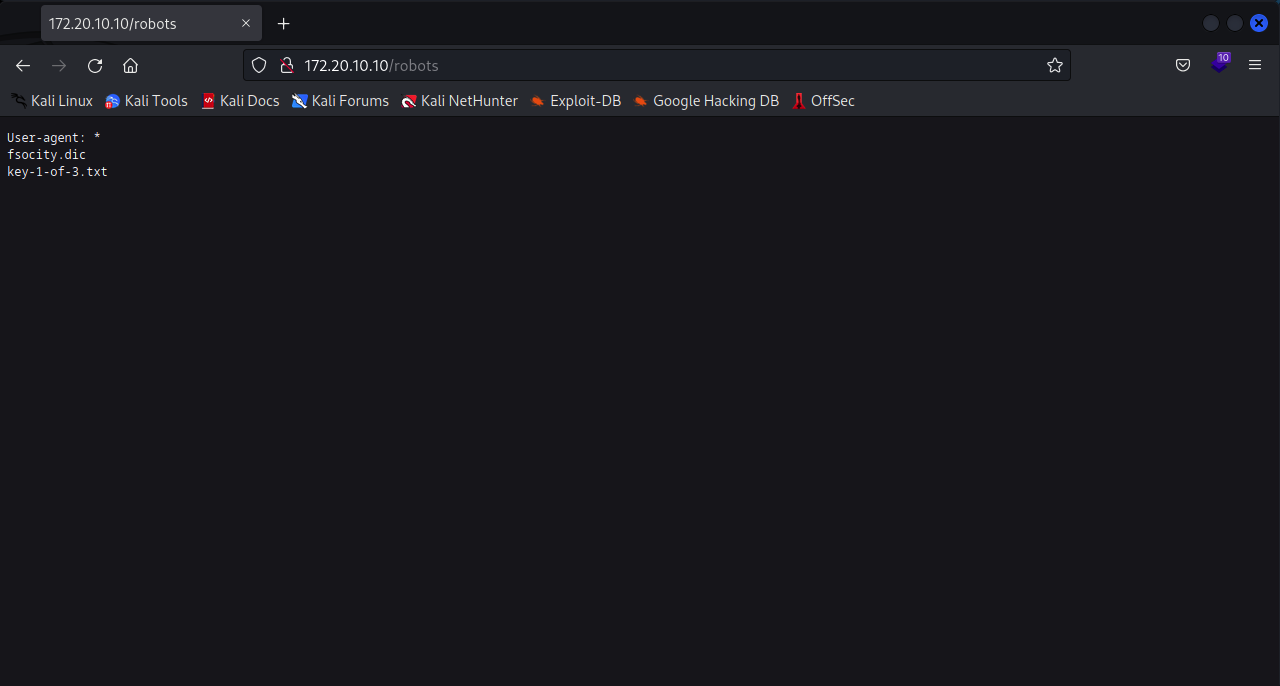 172.20.10.10/robots
172.20.10.10/robots
10
Kali Linux Kali Tools Kali Docs Kali Forums Kali NetHunter Exploit-DB Google Hacking DB OffSec
User-agent: *
fsocity.dic
key-1-of-3.txt